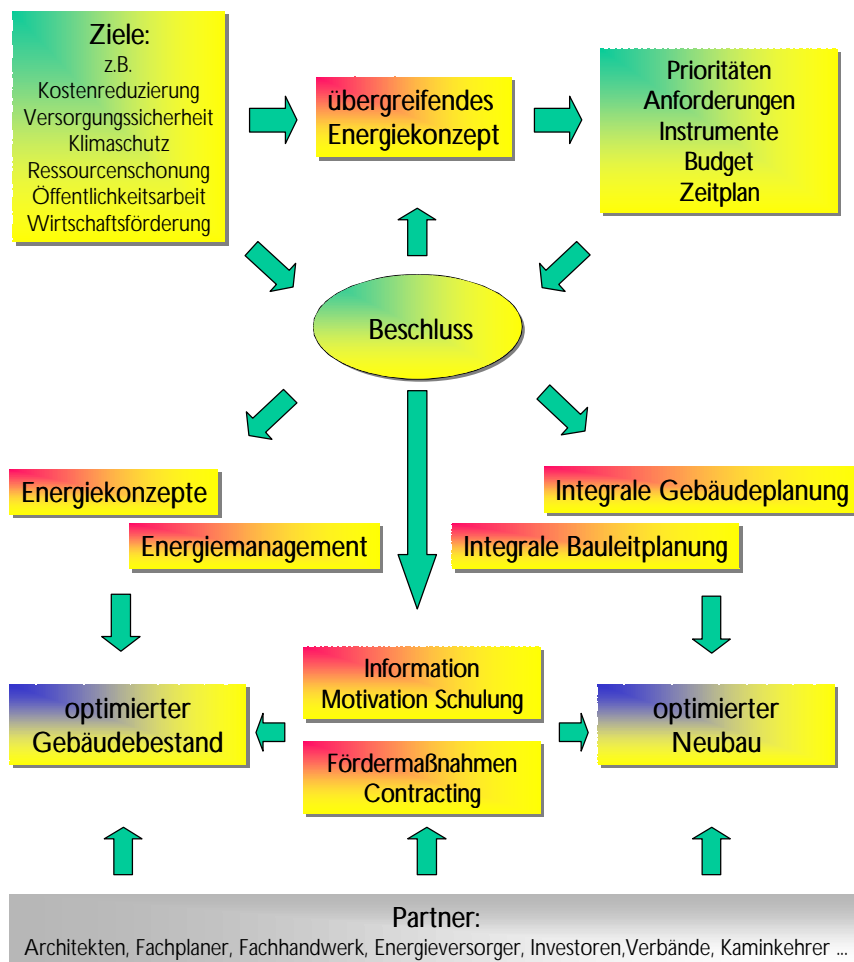 Ziele:
z.B.
Kostenreduzierung
Versorgungssicherheit
Klimaschutz
Ressourcenschonung
Öffentlichkeitsarbeit
Wirtschaftsförderung
übergreifendes
Energiekonzept
Prioritäten
Anforderungen
Instrumente
Budget
Zeitplan
Beschluss
Energiekonzepte
Energiemanagement
Integrale Gebäudeplanung
Integrale Bauleitplanung
optimierter
Gebäudebestand
Information
Motivation Schulung
Fördermaßnahmen
Contracting
optimierter
Neubau
Partner:
Architekten, Fachplaner, Fachhandwerk, Energieversorger, Investoren,Verbände, Kaminkehrer ...